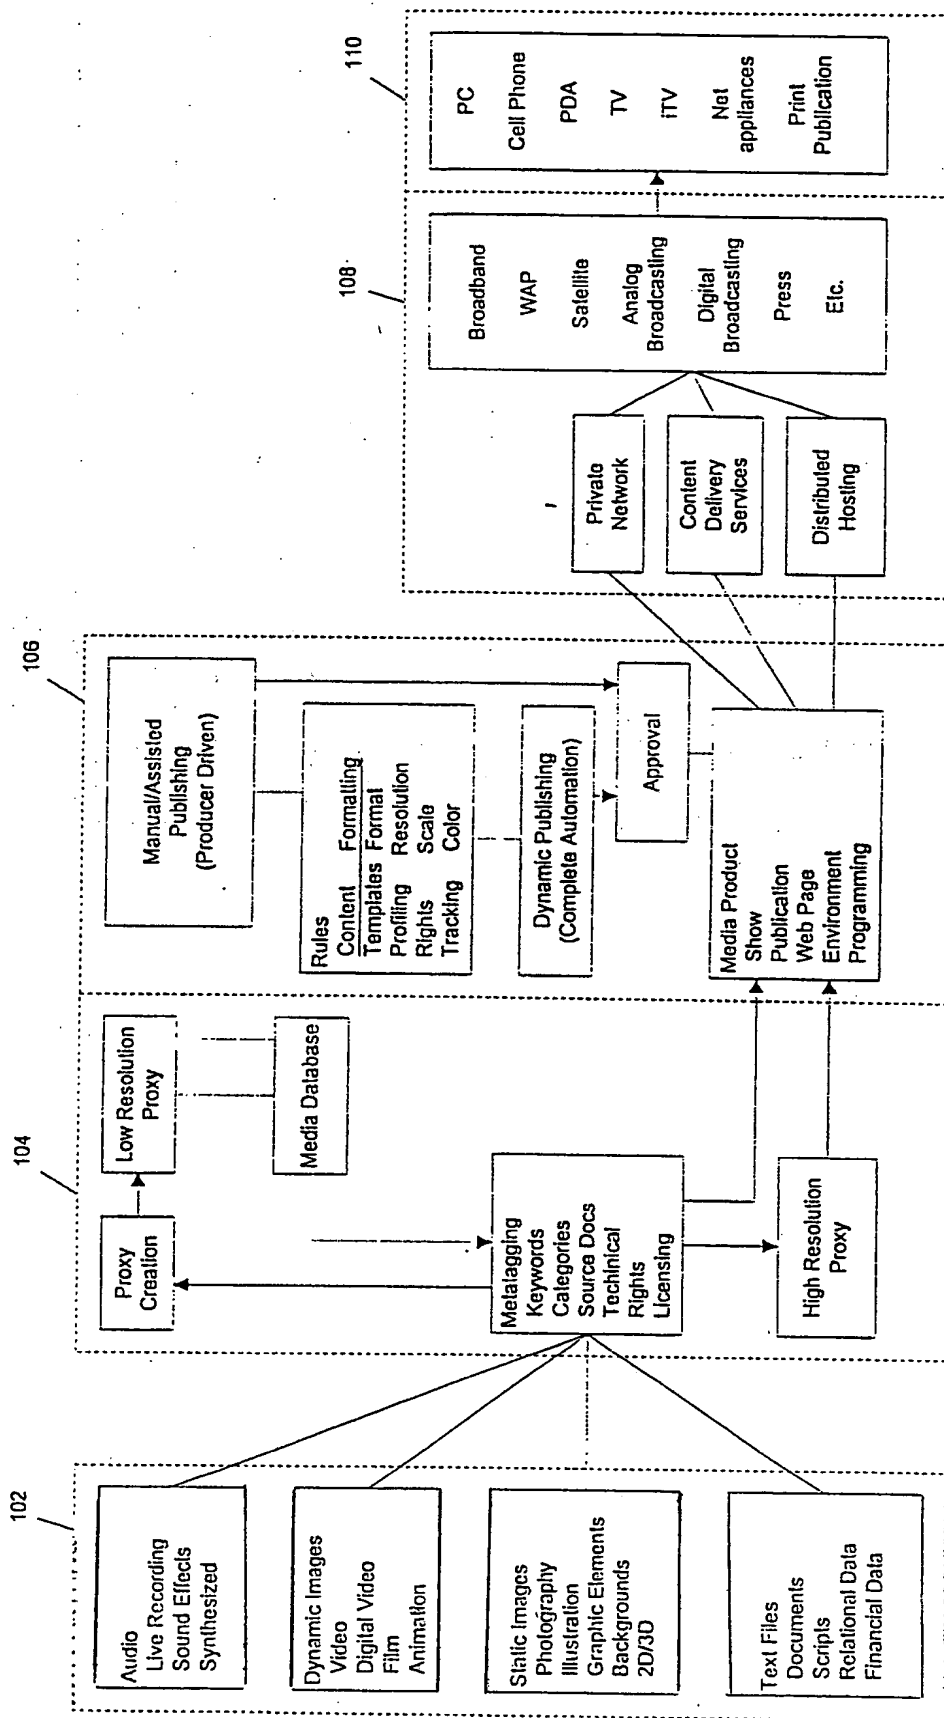 102
Audio
Live Recording
Sound Effects
Synthesized
Dynamic Images
Video
Digital Video
Film
Animation
Static Images
Photography
Illustration
Graphic Elements
Backgrounds
2D/3D
Text Files
Documents
Scripts
Relational Data
Financial Data
104
Proxy
Creation
Low Resolution
Proxy
Media Database
Metatagging
Keywords
Categories
Source Docs
Techinical
Rights
Licensing
High Resolution
Proxy
106
Manual/Assisted
Publishing
(Producer Driven)
Rules
Content Formatting
Templates Format
Profiling Resolution
Rights Scale
Tracking Color
Dynamic Publishing
(Complete Automation)
Approval
Media Product
Show
Publication
Web Page
Environment
Programming
108
Private
Network
Content
Delivery
Services
Distributed
Hosting
Broadband
WAP
Satellite
Analog
Broadcasting
Digital
Broadcasting
Press
Etc.
110
PC
Cell Phone
PDA
TV
iTV
Net
appliances
Print
Publication